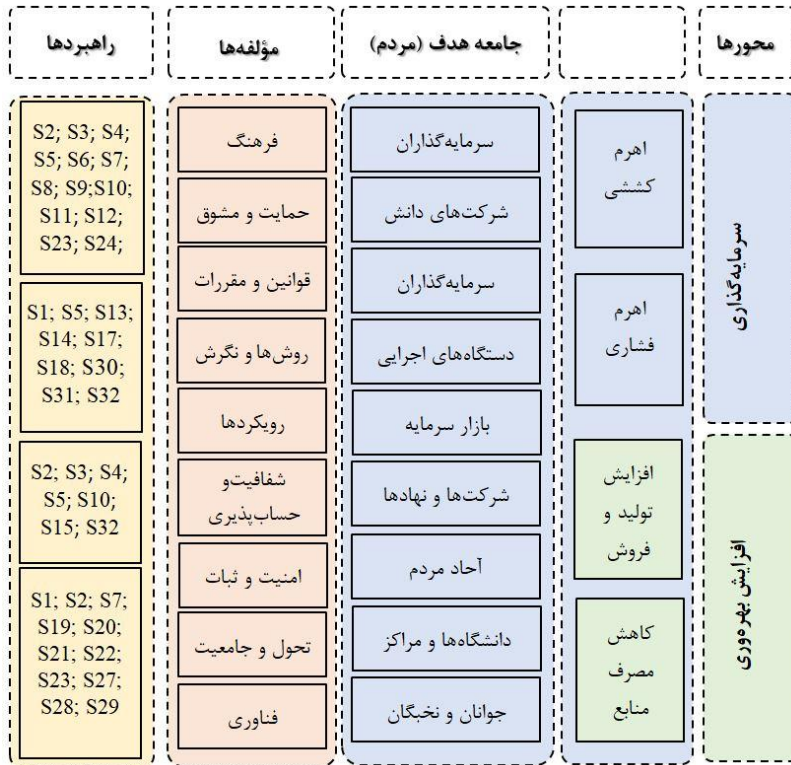 محورها
جامعه هدف (مردم)
مؤلفه‌ها
راهبردها
سرمایه‌گذاری
افزایش بهره‌وری
اهرم
کششی
اهرم
فشاری
افزایش
تولید و
فروش
کاهش
مصرف
منابع
سرمایه‌گذاران
شرکت‌های دانش
سرمایه‌گذاران
دستگاه‌های اجرایی
بازار سرمایه
شرکت‌ها و نهادها
آحاد مردم
دانشگاه‌ها و مراکز
جوانان و نخبگان
فرهنگ
حمایت و مشوق
قوانین و مقررات
روش‌ها و نگرش
رویکردها
شفافیت‌و
حساب‌پذیری
امنیت و ثبات
تحول و جامعیت
فناوری
S2; S3; S4;
S5; S6; S7;
S8; S9;S10;
S11; S12;
S23; S24;
S1; S5; S13;
S14; S17;
S18; S30;
S31; S32
S2; S3; S4;
S5; S10;
S15; S32
S1; S2; S7;
S19; S20;
S21; S22;
S23; S27;
S28; S29